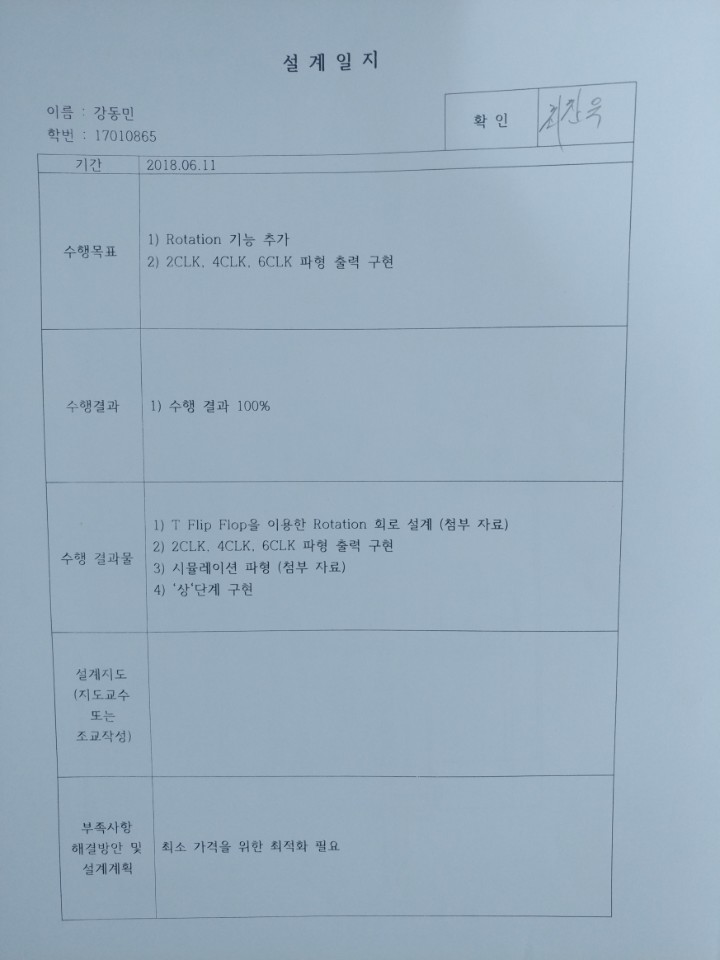 설 계 일 지
이름 : 강동민
학번 : 17010865
확 인
기간
2018.06.11
수행목표
1) Rotation 기능 추가
2) 2CLK, 4CLK, 6CLK 파형 출력 구현
수행결과
1) 수행 결과 100%
수행 결과물
1) T Flip Flop을 이용한 Rotation 회로 설계 (첨부 자료)
2) 2CLK, 4CLK, 6CLK 파형 출력 구현
3) 시뮬레이션 파형 (첨부 자료)
4) '상'단계 구현
설계지도
(지도교수
또는
조교작성)
부족사항
해결방안 및
설계계획
최소 가격을 위한 최적화 필요